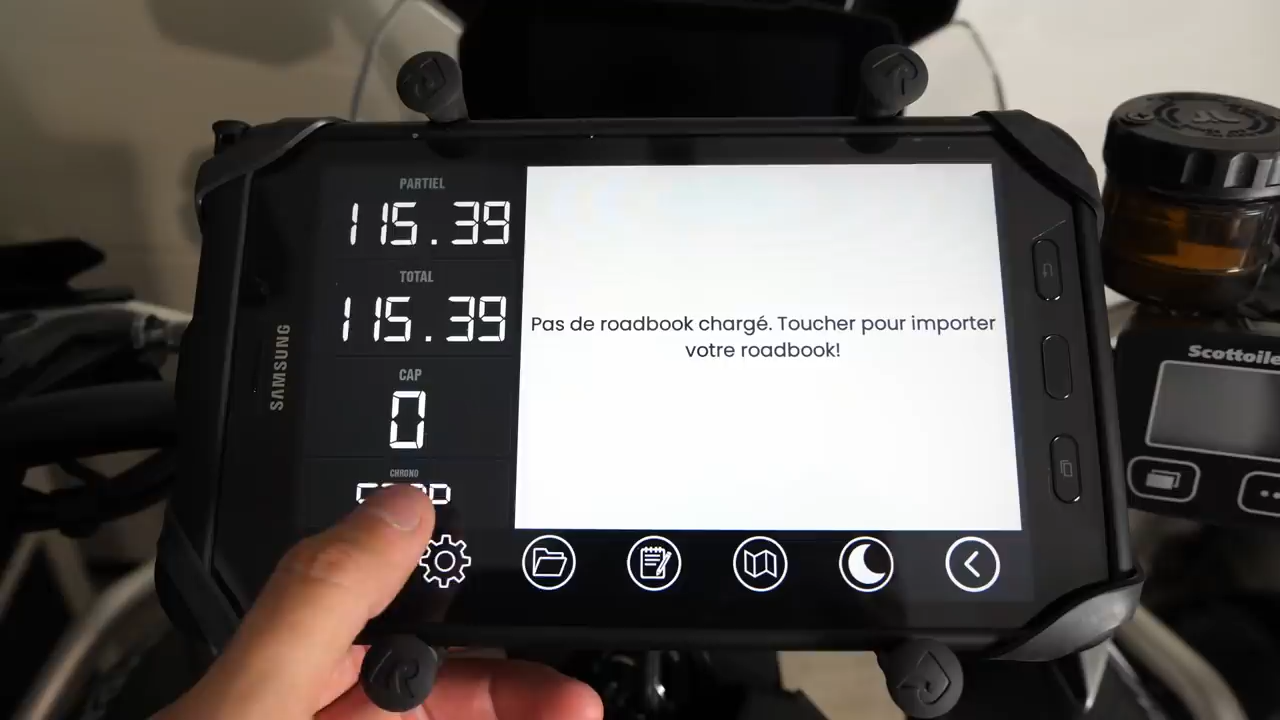 PARTIEL
115.39
TOTAL
115.39
CAP
0
CHRONO
SAMSUNG
Pas de roadbook chargé. Toucher pour importer
votre roadbook!
Scottoile